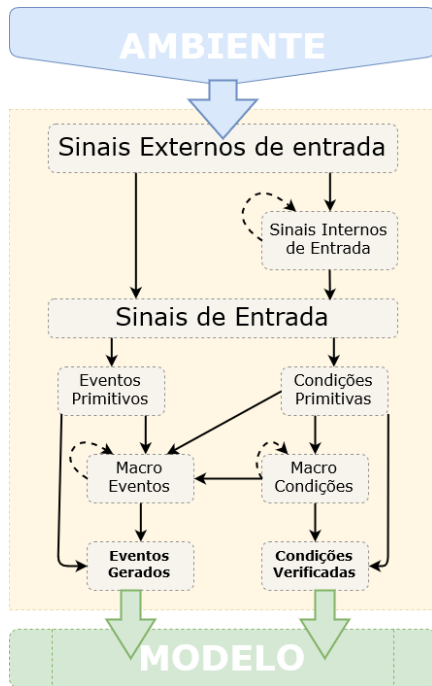 AMBIENTE
Sinais Externos de entrada
Sinais Internos
de Entrada
Sinais de Entrada
Eventos
Primitivos
Condições
Primitivas
Macro
Eventos
Macro
Condições
Eventos
Gerados
Condições
Verificadas
MODELO